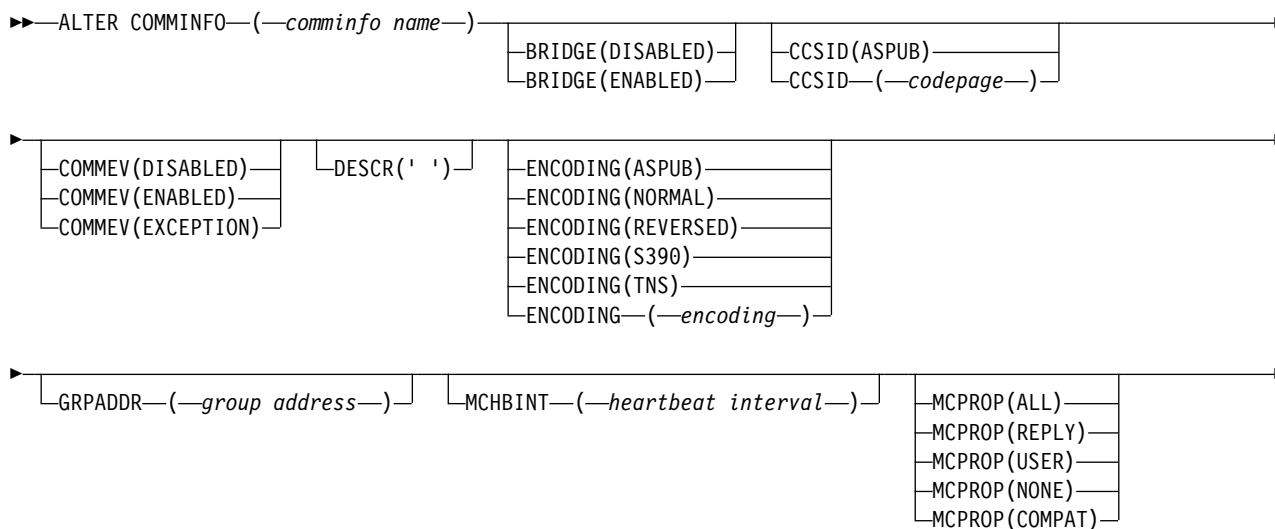 ALTER COMMINFO ( comminfo name )
BRIDGE(DISABLED)
BRIDGE(ENABLED)
CCSID(ASPUB)
CCSID ( codepage )
COMMEV(DISABLED)
COMMEV(ENABLED)
COMMEV(EXCEPTION)
DESCR(' ')
ENCODING(ASPUB)
ENCODING(NORMAL)
ENCODING(REVERSED)
ENCODING(S390)
ENCODING(TNS)
ENCODING ( encoding )
GRPADDR ( group address )
MCHBINT ( heartbeat interval )
MCPROP(ALL)
MCPROP(REPLY)
MCPROP(USER)
MCPROP(NONE)
MCPROP(COMPAT)